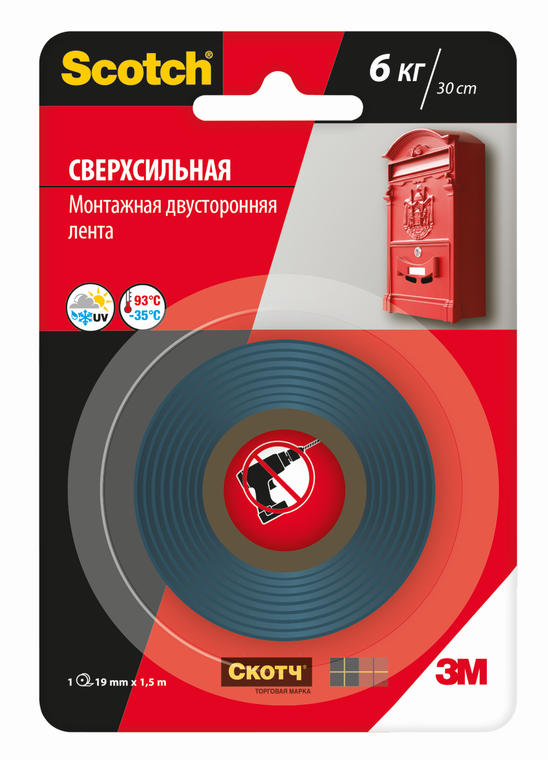 Scotch®
6 кг/30 cm
СВЕРХСИЛЬНАЯ
Монтажная двусторонняя
лента
UV
93°C
-35°C
1 19 mm x 1,5 m
СКОТЧ
ТОРГОВАЯ МАРКА
3M